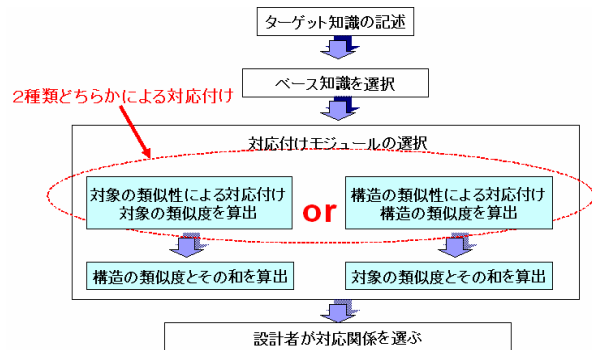 ターゲット知識の記述
ベース知識を選択
2種類どちらかによる対応付け
対応付けモジュールの選択
対象の類似性による対応付け
対象の類似度を算出
or
構造の類似性による対応付け
構造の類似度を算出
構造の類似度とその和を算出
対象の類似度とその和を算出
設計者が対応関係を選ぶ